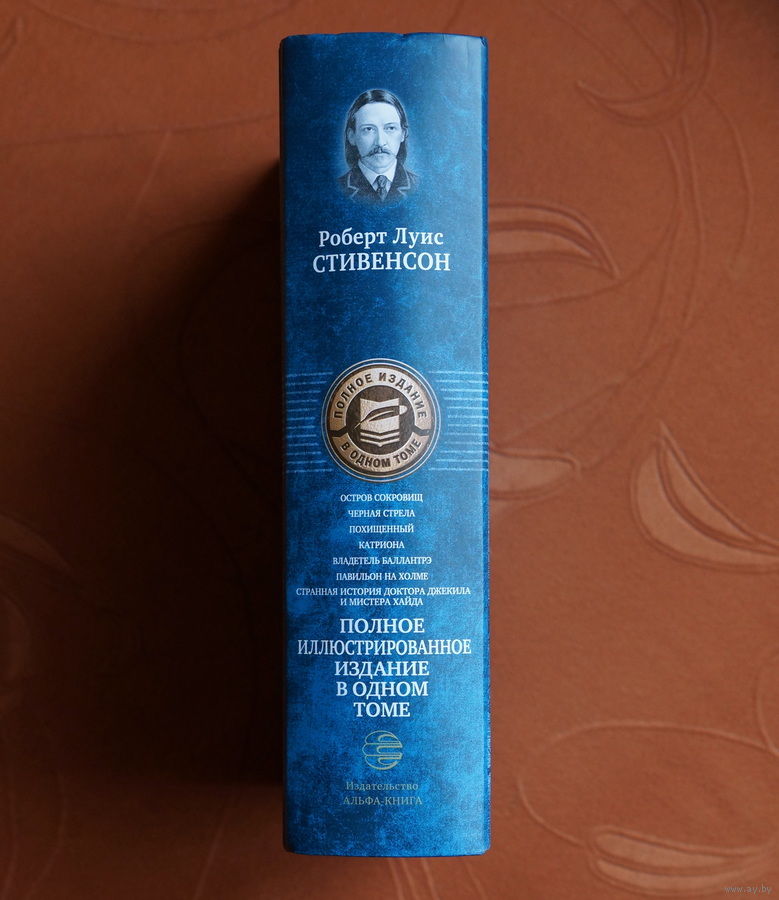 Роберт Луис
СТИВЕНСОН
ПОЛНОЕ ИЗДАНИЕ
В ОДНОМ ТОМЕ
ОСТРОВ СОКРОВИЩ
ЧЕРНАЯ СТРЕЛА
ПОХИЩЕННЫЙ
КАТРИОНА
ВЛАДЕТЕЛЬ БАЛЛАНТРЭ
ПАВИЛЬОН НА ХОЛМЕ
СТРАННАЯ ИСТОРИЯ ДОКТОРА ДЖЕКИЛА
И МИСТЕРА ХАЙДА
ПОЛНОЕ
ИЛЛЮСТРИРОВАННОЕ
ИЗДАНИЕ
В ОДНОМ
ТОМЕ
Издательство
АЛЬФА-КНИГА
www.ay.by